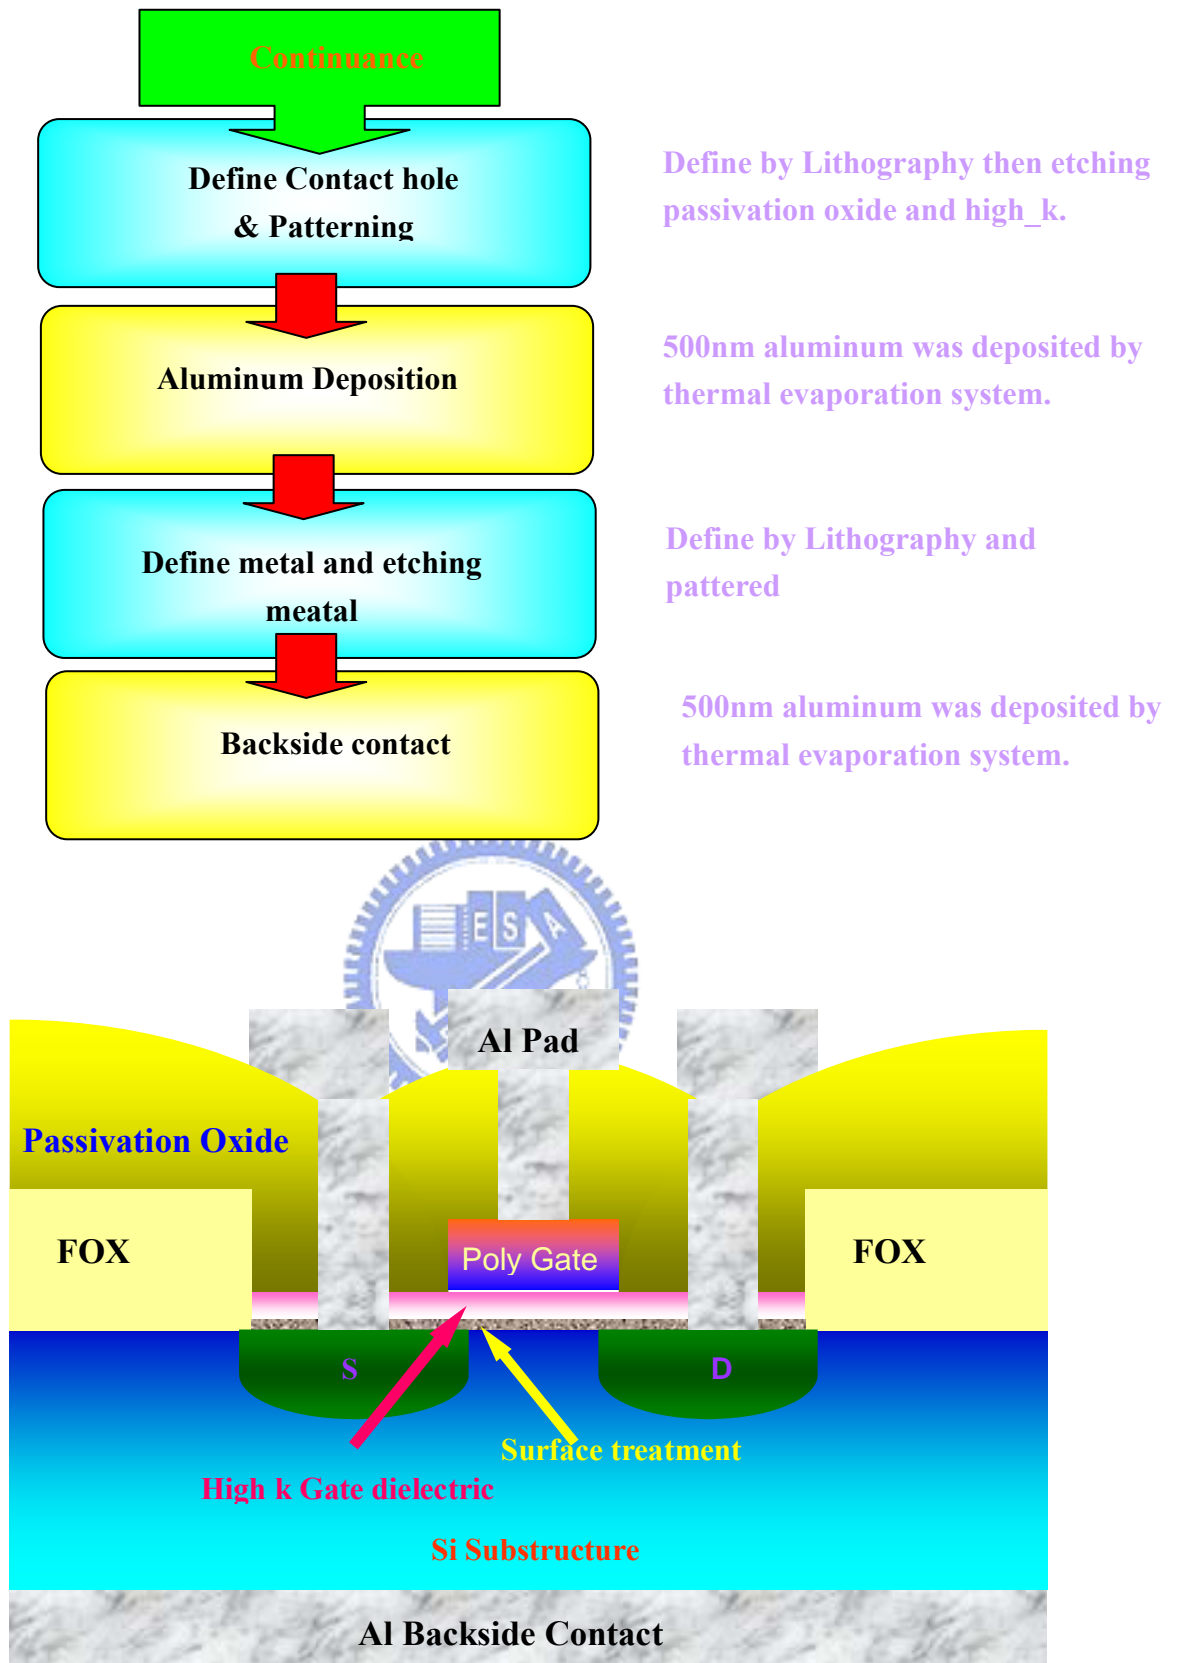 Continuance
Define Contact hole
& Patterning
Define by Lithography then etching
passivation oxide and high_k.
Aluminum Deposition
500nm aluminum was deposited by
thermal evaporation system.
Define metal and etching
meatal
Define by Lithography and
pattered
Backside contact
500nm aluminum was deposited by
thermal evaporation system.
ESA
Al Pad
Passivation Oxide
FOX
Poly Gate
FOX
S
D
Surface treatment
High k Gate dielectric
Si Substructure
Al Backside Contact